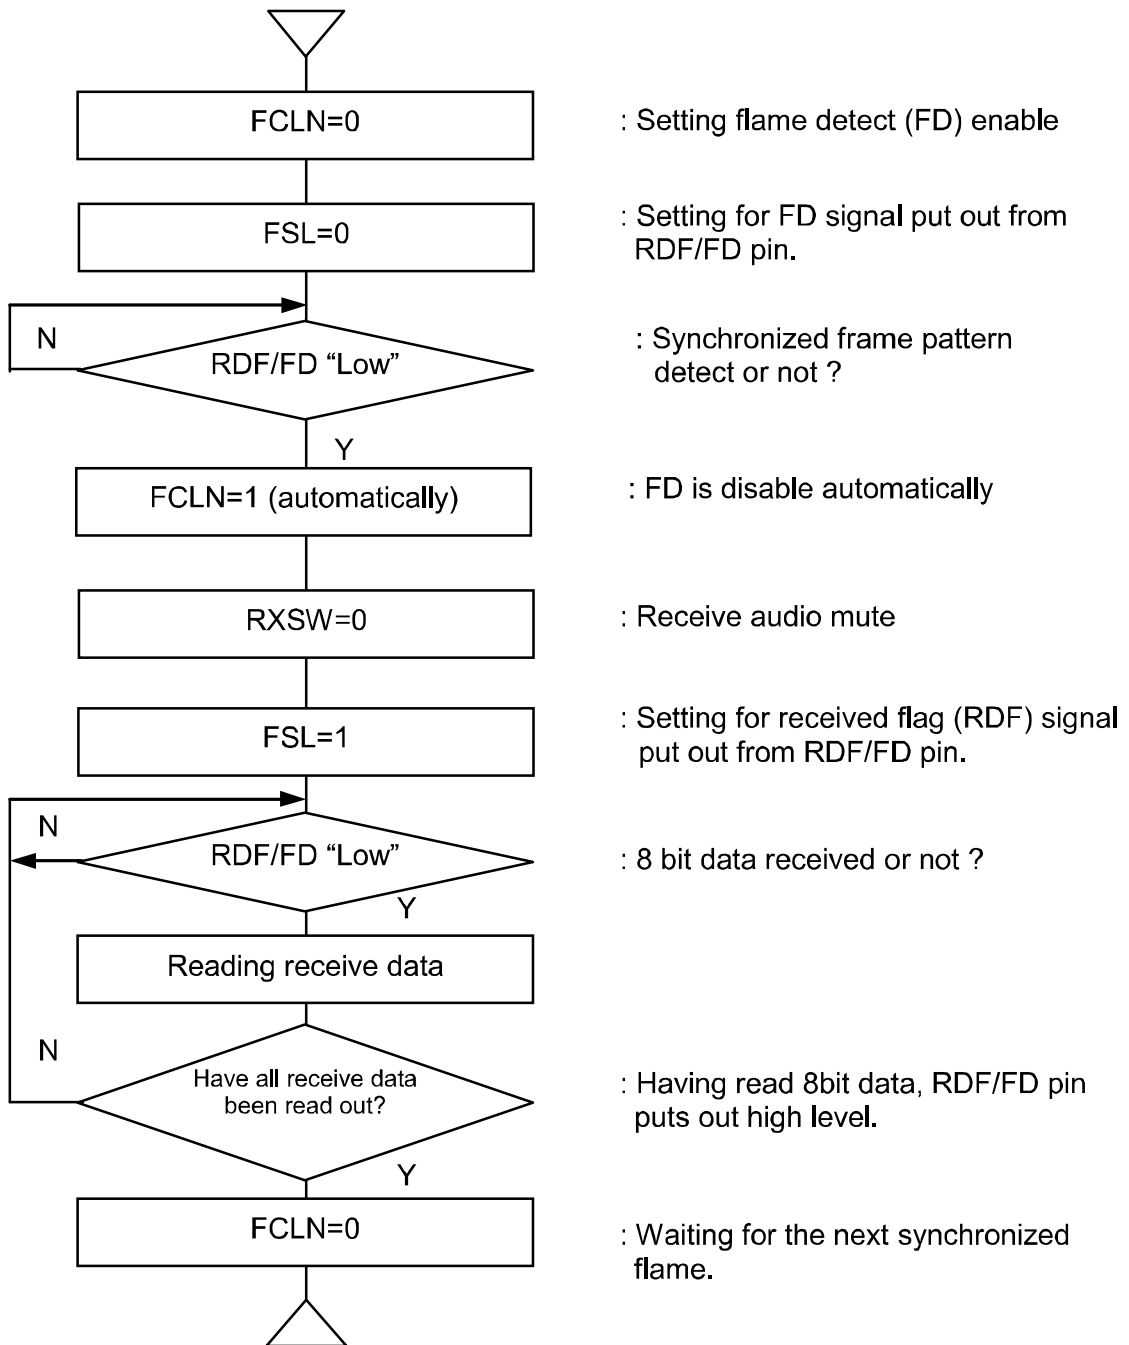 FCLN=0
: Setting flame detect (FD) enable
FSL=0
: Setting for FD signal put out from
RDF/FD pin.
N
RDF/FD “Low”
: Synchronized frame pattern
detect or not ?
Y
FCLN=1 (automatically)
: FD is disable automatically
RXSW=0
: Receive audio mute
FSL=1
: Setting for received flag (RDF) signal
put out from RDF/FD pin.
N
RDF/FD “Low”
: 8 bit data received or not ?
Y
Reading receive data
N
Have all receive data
been read out?
: Having read 8bit data, RDF/FD pin
puts out high level.
Y
FCLN=0
: Waiting for the next synchronized
flame.